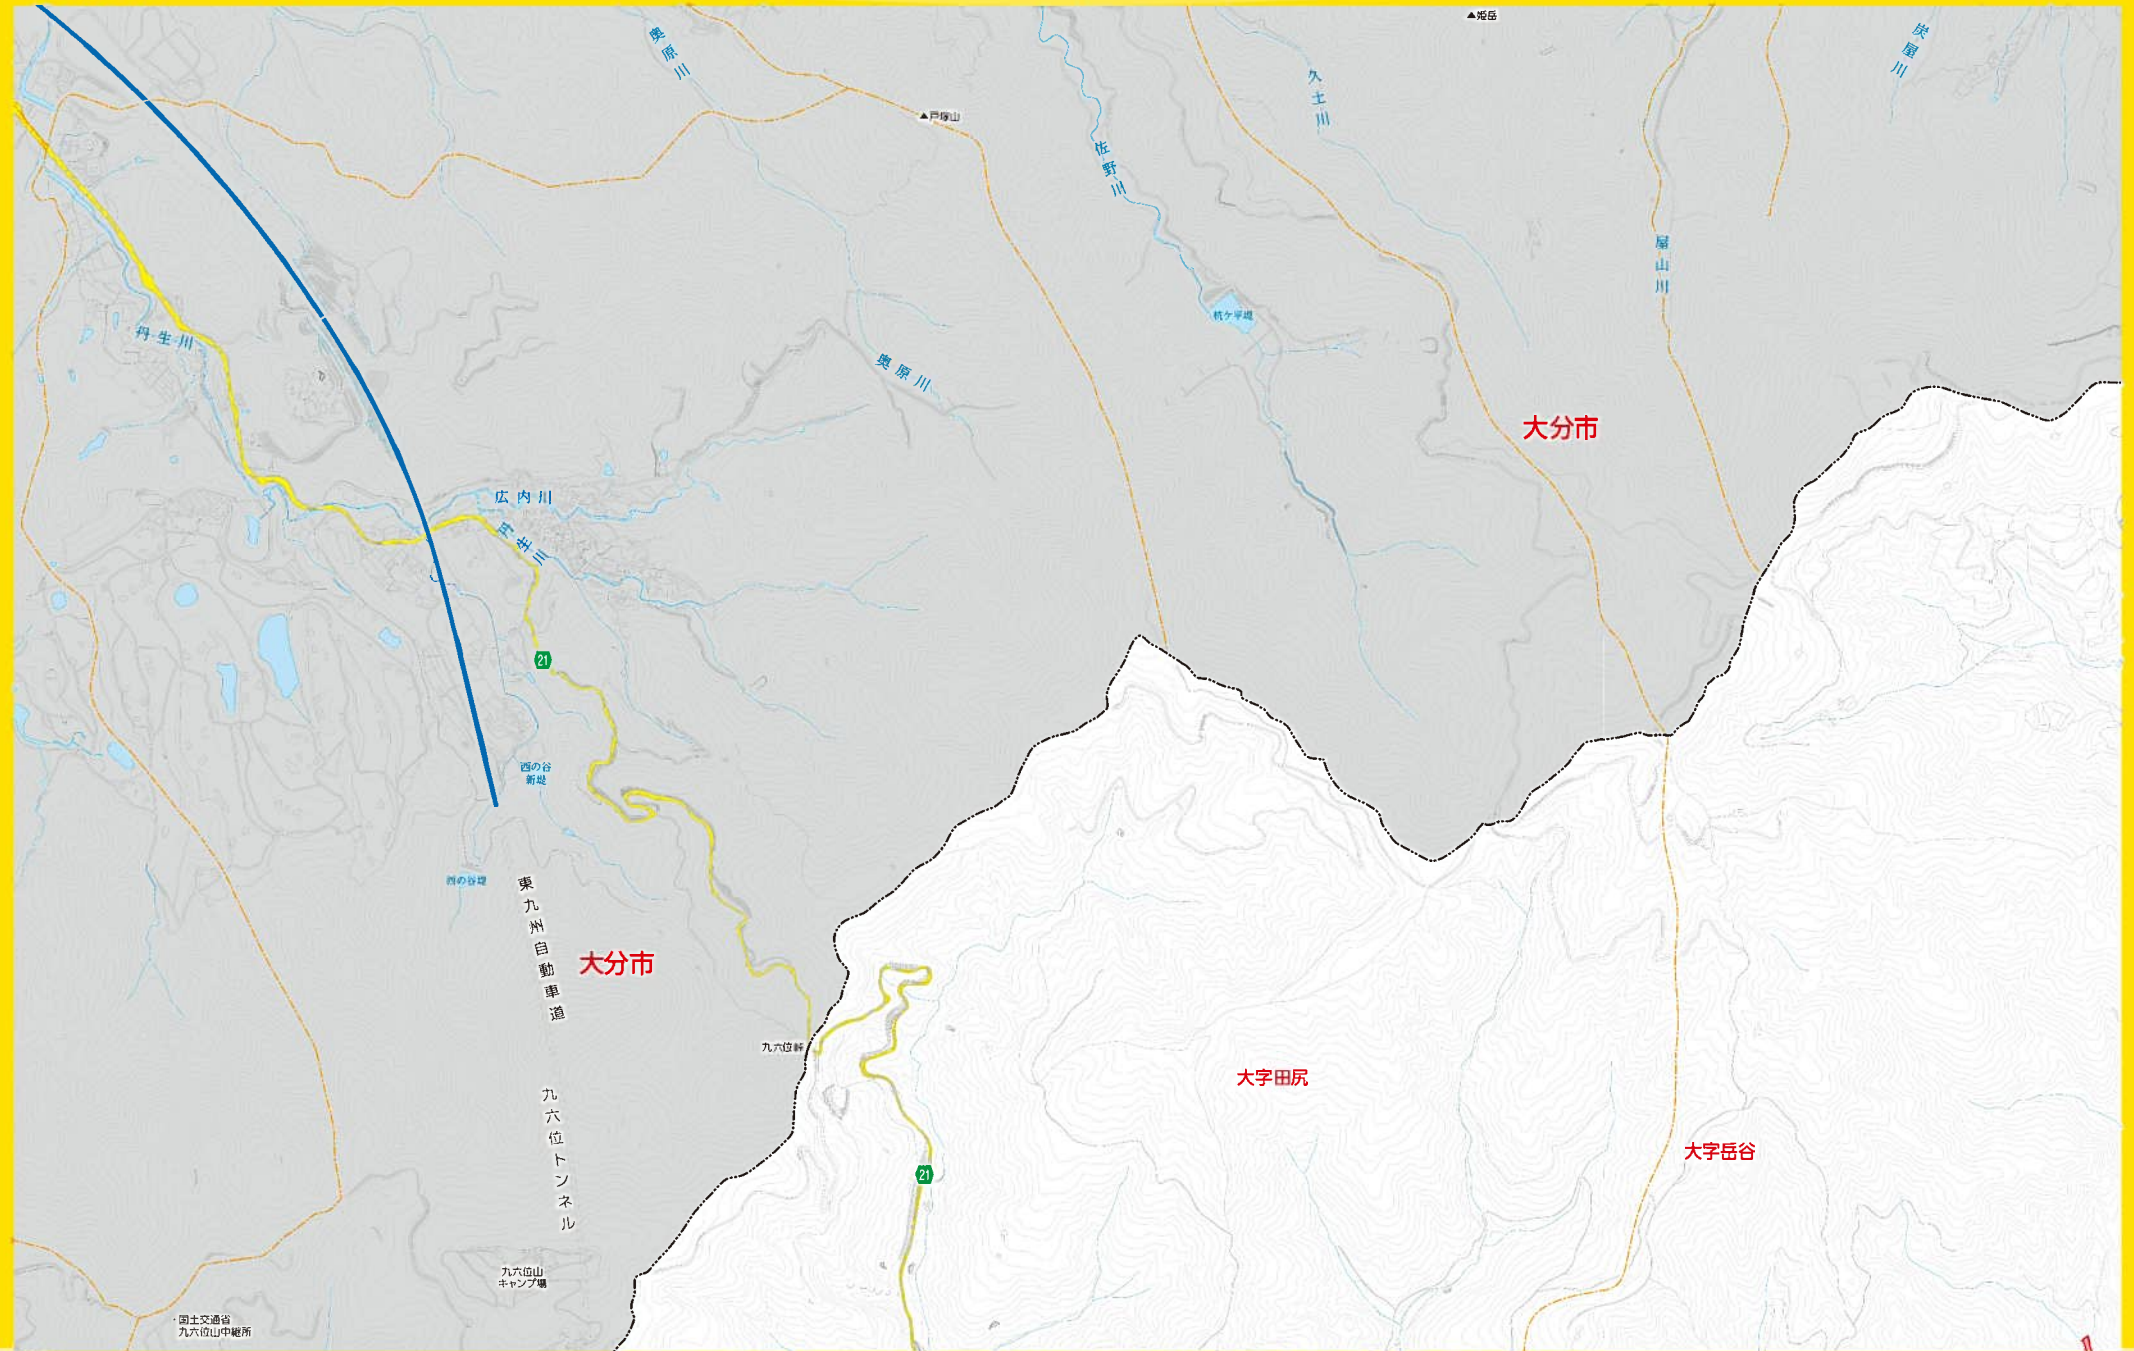 姫岳
炭屋川
奥原川
久土川
戸塚山
佐野川
屋山川
杭ケ平堤
丹生川
奥原川
大分市
広内川
丹生川
21
西の谷
新堤
西の谷堤
東九州自動車道
大分市
九六位峠
大字田尻
九六位トンネル
大字岳谷
21
九六位山
キャンプ場
国土交通省
九六位山中継所